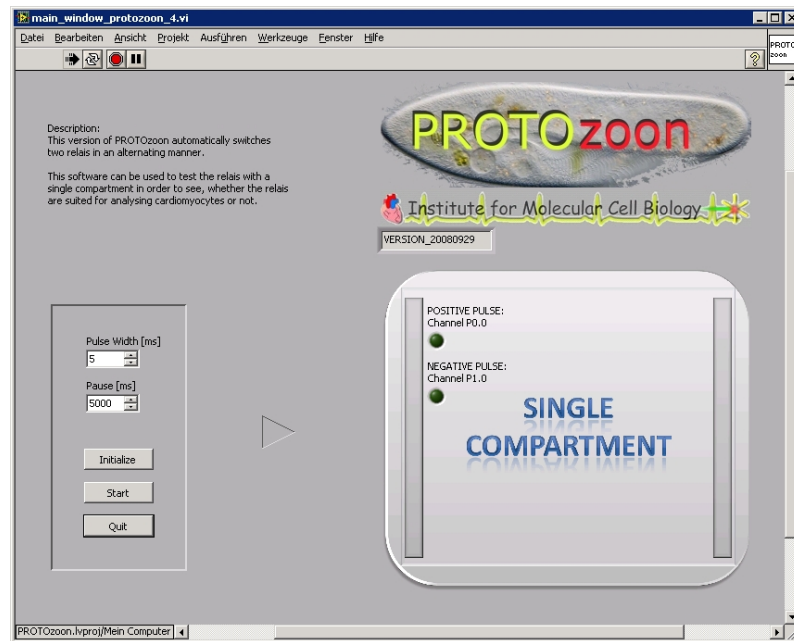 main_window_protozoon_4.vi
Datei Bearbeiten Ansicht Projekt Ausführen Werkzeuge Fenster Hilfe
PROTO
zoon
Description:
This version of PROTOzoon automatically switches
two relais in an alternating manner.
This software can be used to test the relais with a
single compartment in order to see, whether the relais
are suited for analysing cardiomyocytes or not.
PROTOzoon
Institute for Molecular Cell Biology
VERSION_20080929
Pulse Width [ms]
5
Pause [ms]
5000
Initialize
Start
Quit
POSITIVE PULSE:
Channel P0.0
NEGATIVE PULSE:
Channel P1.0
SINGLE
COMPARTMENT
PROTOzoon.lvproj/Mein Computer